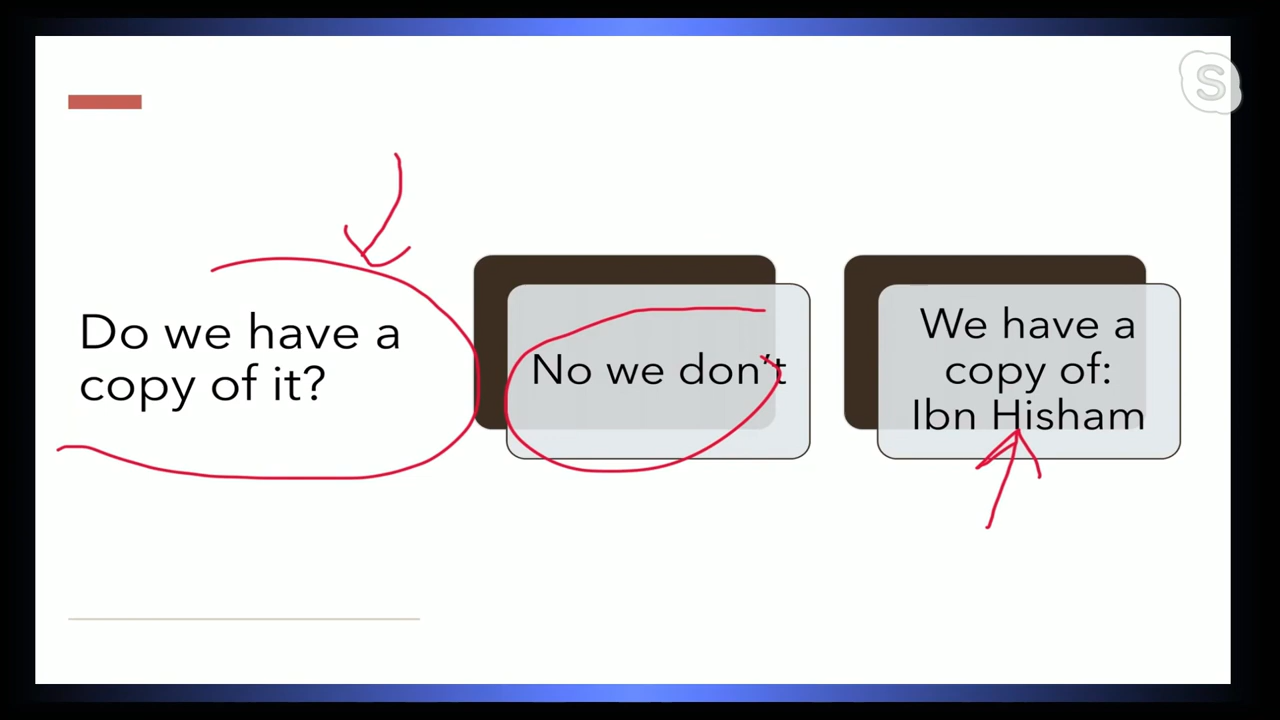 Do we have a
copy of it?
No we don't
We have a
copy of:
Ibn Hisham
S